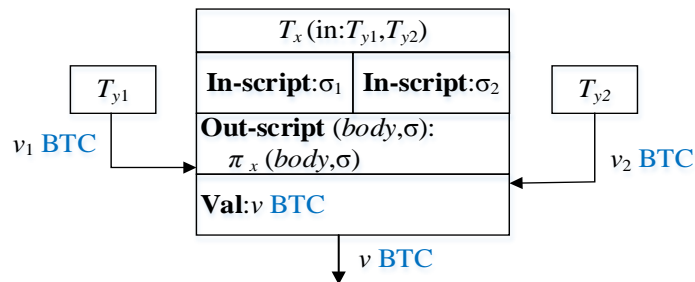 Tx (in:Ty1,Ty2)
In-script:σ1 In-script:σ2
Ty1
Ty2
v1 BTC
v2 BTC
Out-script (body,σ):
π x (body,σ)
Val:v BTC
v BTC